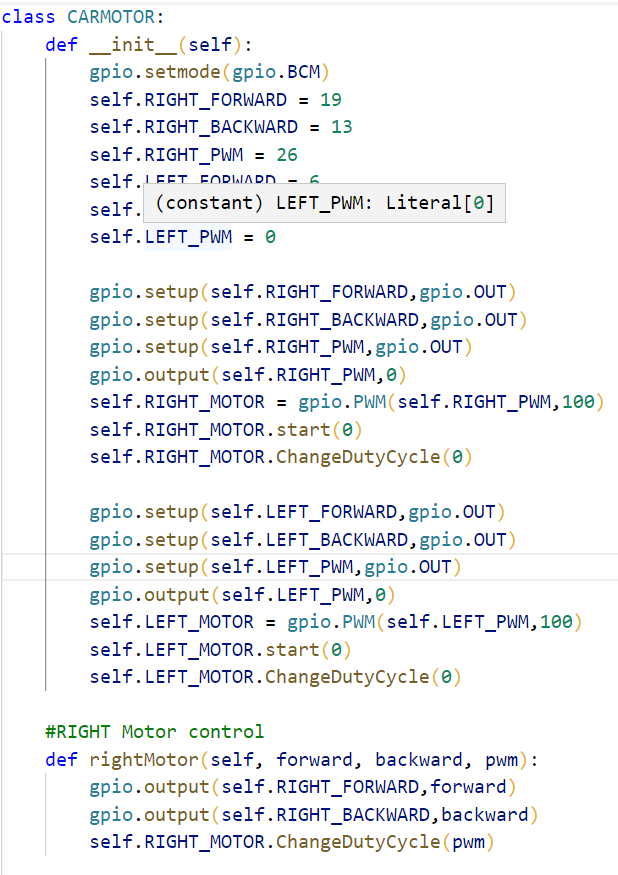 class CARMOTOR:
    def __init__(self):
        gpio.setmode(gpio.BCM)
        self.RIGHT_FORWARD = 19
        self.RIGHT_BACKWARD = 13
        self.RIGHT_PWM = 26
        self.LEFT_FORWARD = 6
        self.
(constant) LEFT_PWM: Literal[0]
        self.LEFT_PWM = 0
        gpio.setup(self.RIGHT_FORWARD,gpio.OUT)
        gpio.setup(self.RIGHT_BACKWARD,gpio.OUT)
        gpio.setup(self.RIGHT_PWM,gpio.OUT)
        gpio.output(self.RIGHT_PWM,0)
        self.RIGHT_MOTOR = gpio.PWM(self.RIGHT_PWM,100)
        self.RIGHT_MOTOR.start(0)
        self.RIGHT_MOTOR.ChangeDutyCycle(0)
        gpio.setup(self.LEFT_FORWARD,gpio.OUT)
        gpio.setup(self.LEFT_BACKWARD,gpio.OUT)
        gpio.setup(self.LEFT_PWM,gpio.OUT)
        gpio.output(self.LEFT_PWM,0)
        self.LEFT_MOTOR = gpio.PWM(self.LEFT_PWM,100)
        self.LEFT_MOTOR.start(0)
        self.LEFT_MOTOR.ChangeDutyCycle(0)
    #RIGHT Motor control
    def rightMotor(self, forward, backward, pwm):
        gpio.output(self.RIGHT_FORWARD,forward)
        gpio.output(self.RIGHT_BACKWARD,backward)
        self.RIGHT_MOTOR.ChangeDutyCycle(pwm)